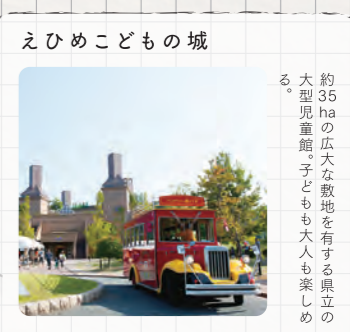 えひめこどもの城
約35haの広大な敷地を有する県立の
大型児童館。子どもも大人も楽しめ
る。